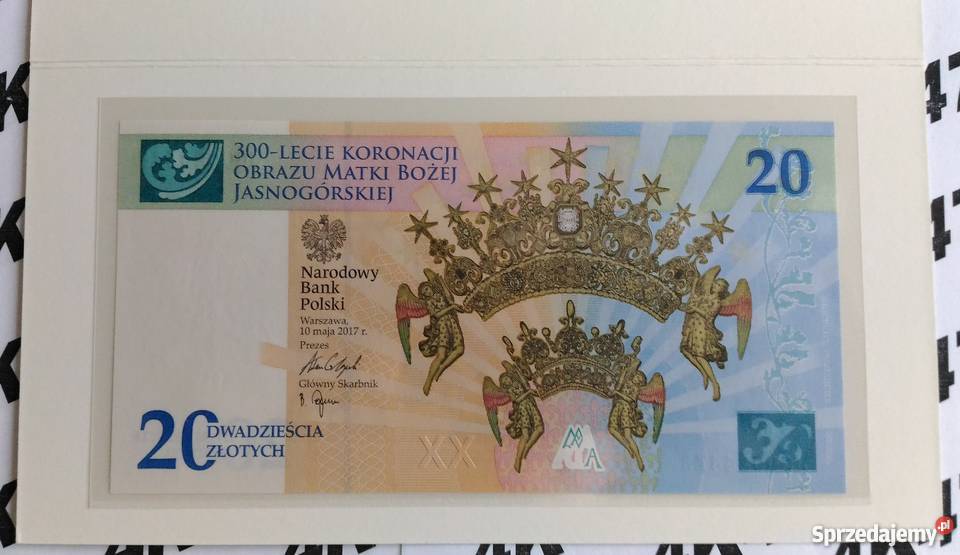 300-LECIE KORONACJI
OBRAZU MATKI BOŻEJ
JASNOGÓRSKIEJ
20
Narodowy
Bank
Polski
Warszawa,
10 maja 2017 r.
Prezes
Główny Skarbnik
20 DWADZIEŚCIA
ZŁOTYCH
XX
Sprzedajemy.pl